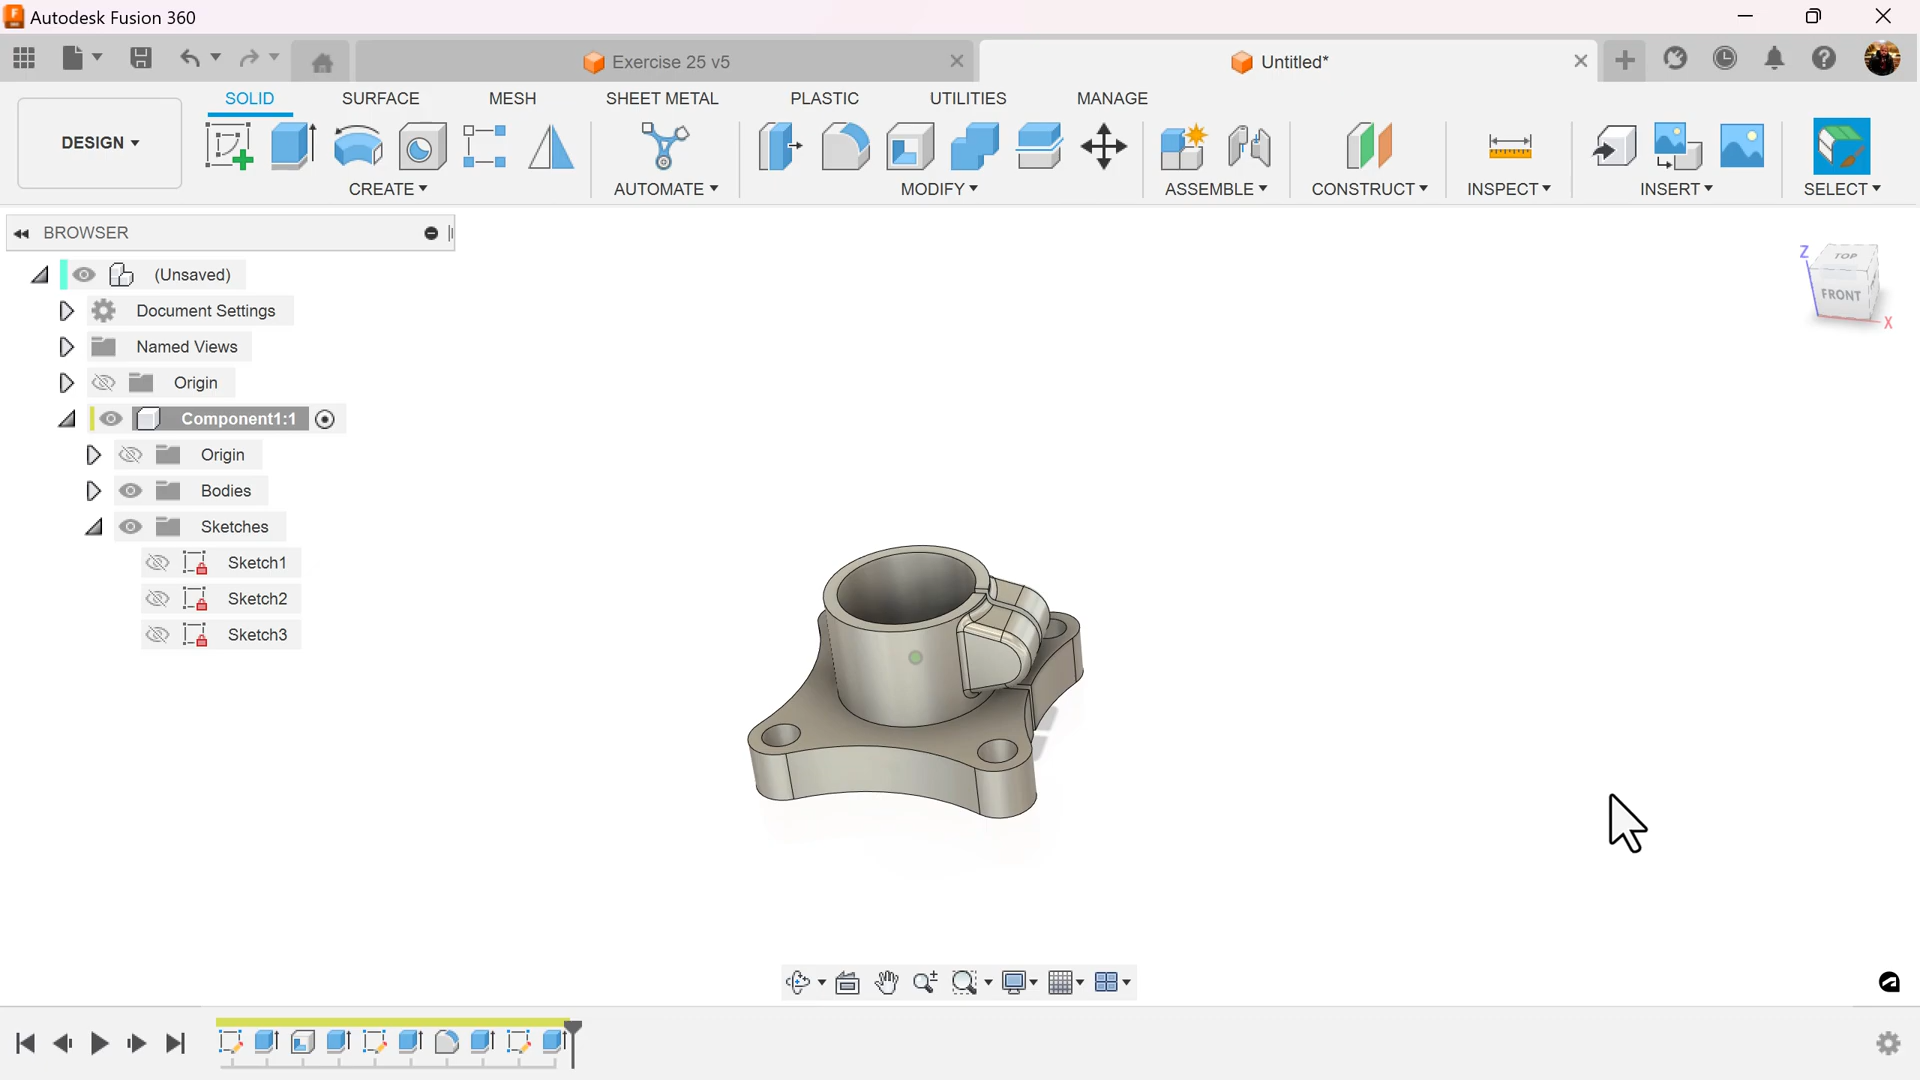 Autodesk Fusion 360
Exercise 25 v5
Untitled*
DESIGN
SOLID
SURFACE
MESH
SHEET METAL
PLASTIC
UTILITIES
MANAGE
CREATE
AUTOMATE
MODIFY
ASSEMBLE
CONSTRUCT
INSPECT
INSERT
SELECT
BROWSER
(Unsaved)
Document Settings
Named Views
Origin
Component1:1
Origin
Bodies
Sketches
Sketch1
Sketch2
Sketch3
Z
TOP
FRONT
X